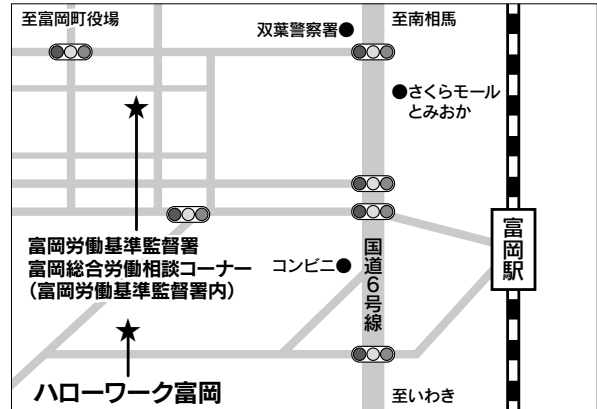 至富岡町役場
双葉警察署●
至南相馬
●さくらモール
とみおか
富岡労働基準監督署
富岡総合労働相談コーナー
（富岡労働基準監督署内）
コンビニ●
国道6号線
富岡駅
ハローワーク富岡
至いわき